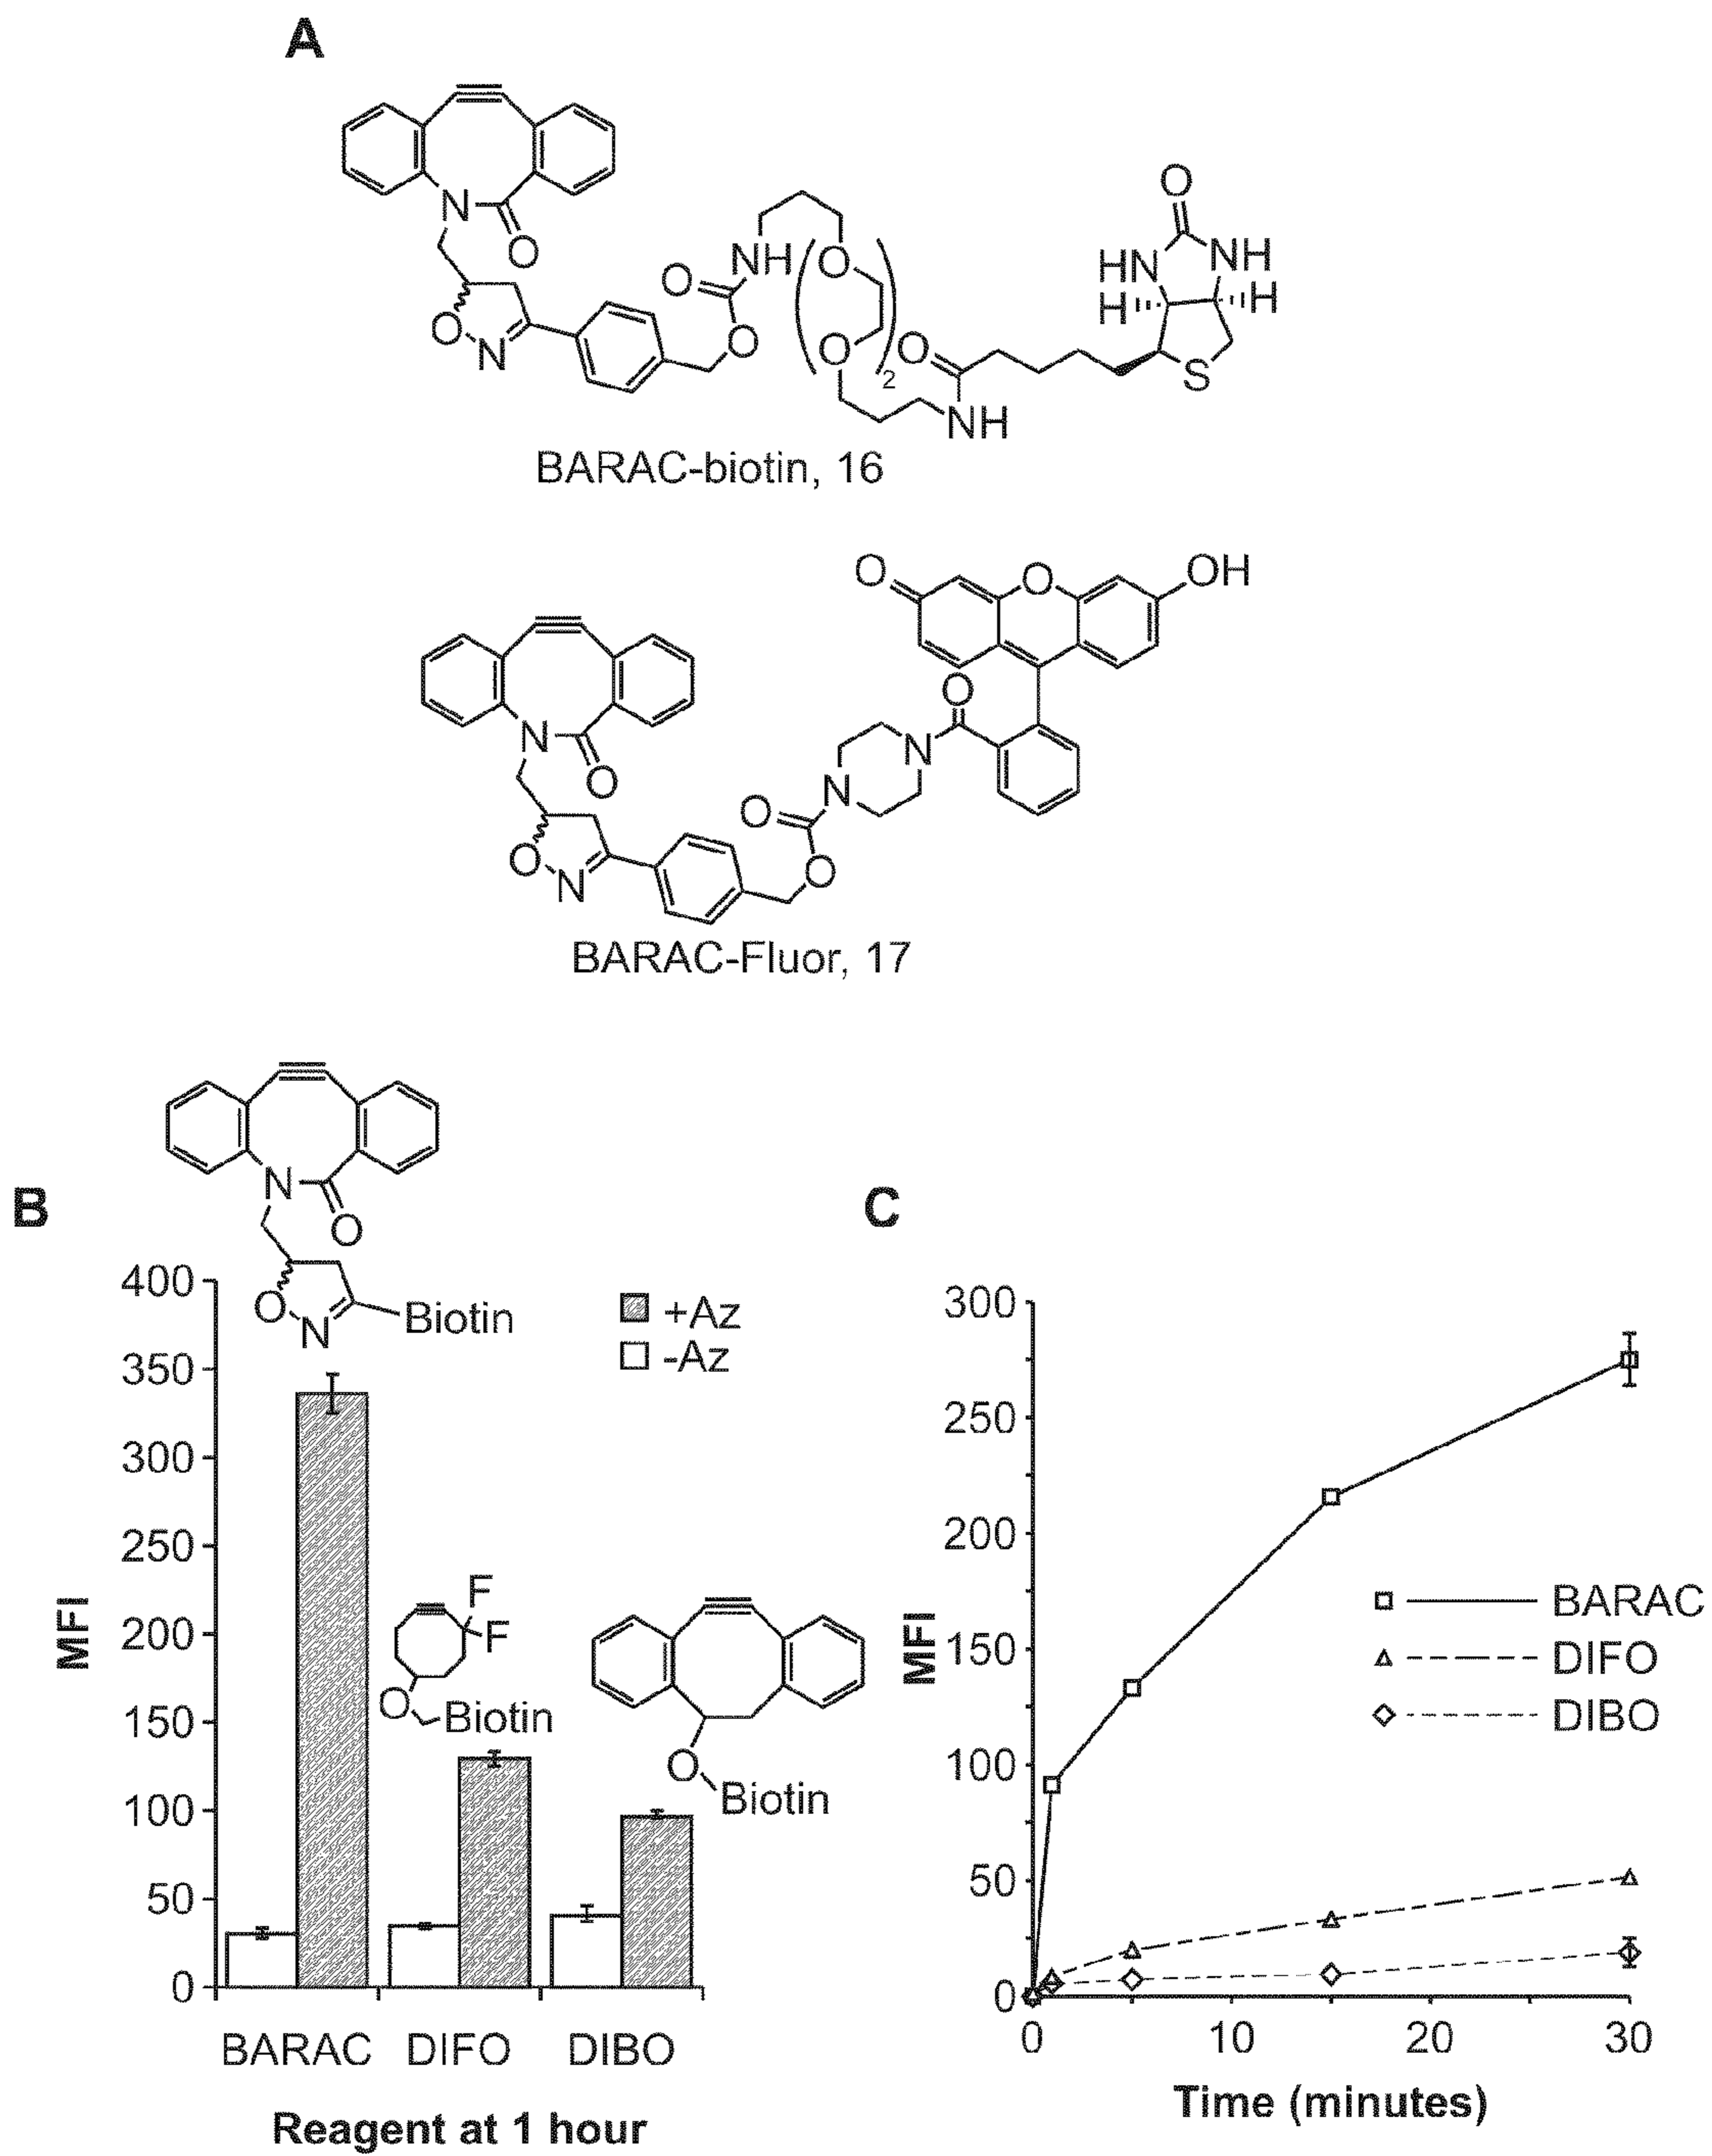 A
N
O
O
N
O
NH
O
O
O
2
O
NH
O
HN
NH
H
H
S
BARAC-biotin, 16
O
O
OH
O
N
N
O
O
N
O
O
N
BARAC-Fluor, 17
B
N
O
O
N
Biotin
+Az
-Az
F
F
O
Biotin
O
Biotin
400
350
300
250
200
150
100
50
0
MFI
BARAC DIFO DIBO
Reagent at 1 hour
C
300
250
200
150
100
50
0
MFI
BARAC
DIFO
DIBO
0 10 20 30
Time (minutes)